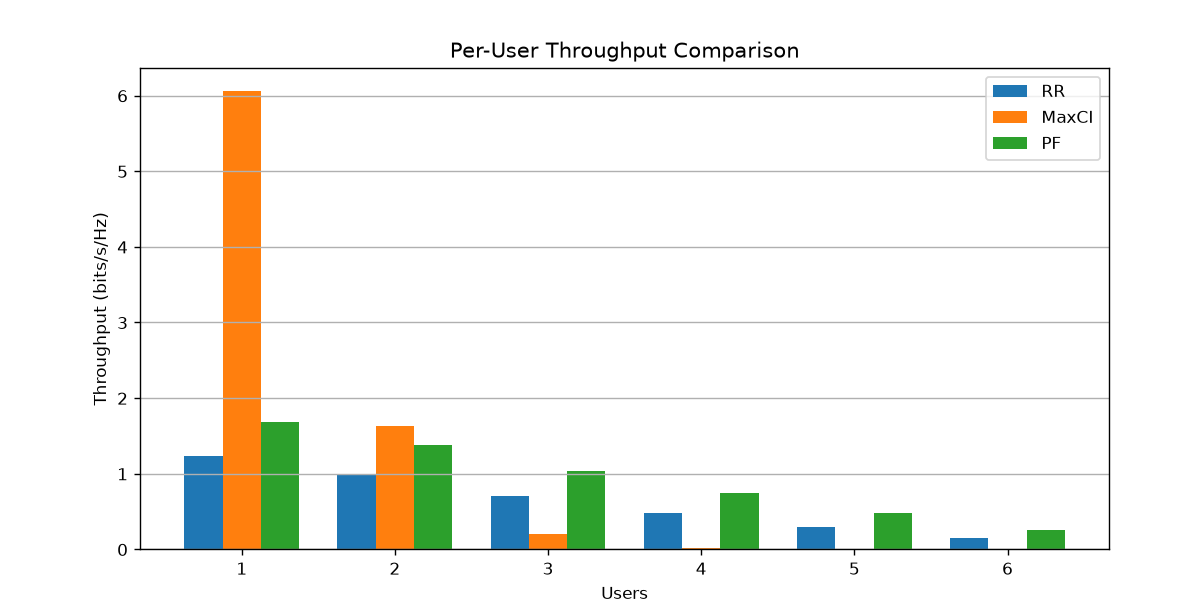 Per-User Throughput Comparison
RR
MaxCI
PF
Throughput (bits/s/Hz)
6
5
4
3
2
1
0
1 2 3 4 5 6
Users